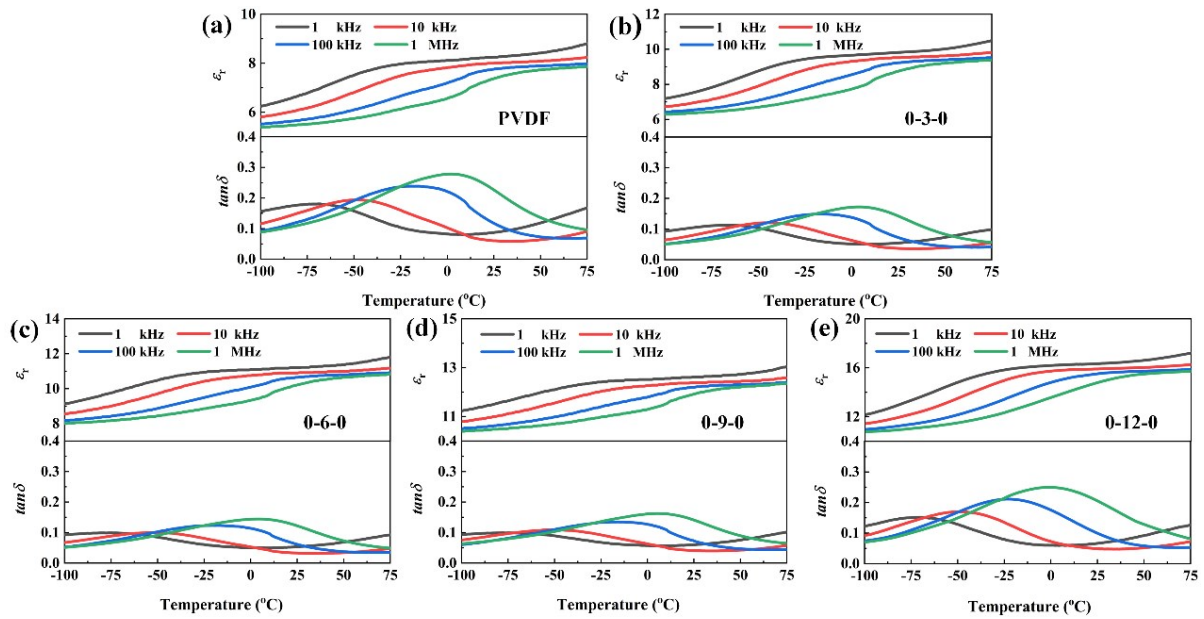 (a)
1 kHz 10 kHz
100 kHz 1 MHz
10
8
6
εr
PVDF
0.4
0.3
0.2
0.1
0.0
tanδ
-100 -75 -50 -25 0 25 50 75
Temperature (°C)
(b)
1 kHz 10 kHz
100 kHz 1 MHz
12
10
8
6
εr
0-3-0
0.4
0.3
0.2
0.1
0.0
tanδ
-100 -75 -50 -25 0 25 50 75
Temperature (°C)
(c)
1 kHz 10 kHz
100 kHz 1 MHz
14
12
10
8
εr
0-6-0
0.4
0.3
0.2
0.1
0.0
tanδ
-100 -75 -50 -25 0 25 50 75
Temperature (°C)
(d)
1 kHz 10 kHz
100 kHz 1 MHz
15
13
11
εr
0-9-0
0.4
0.3
0.2
0.1
0.0
tanδ
-100 -75 -50 -25 0 25 50 75
Temperature (°C)
(e)
1 kHz 10 kHz
100 kHz 1 MHz
20
16
12
εr
0-12-0
0.4
0.3
0.2
0.1
0.0
tanδ
-100 -75 -50 -25 0 25 50 75
Temperature (°C)